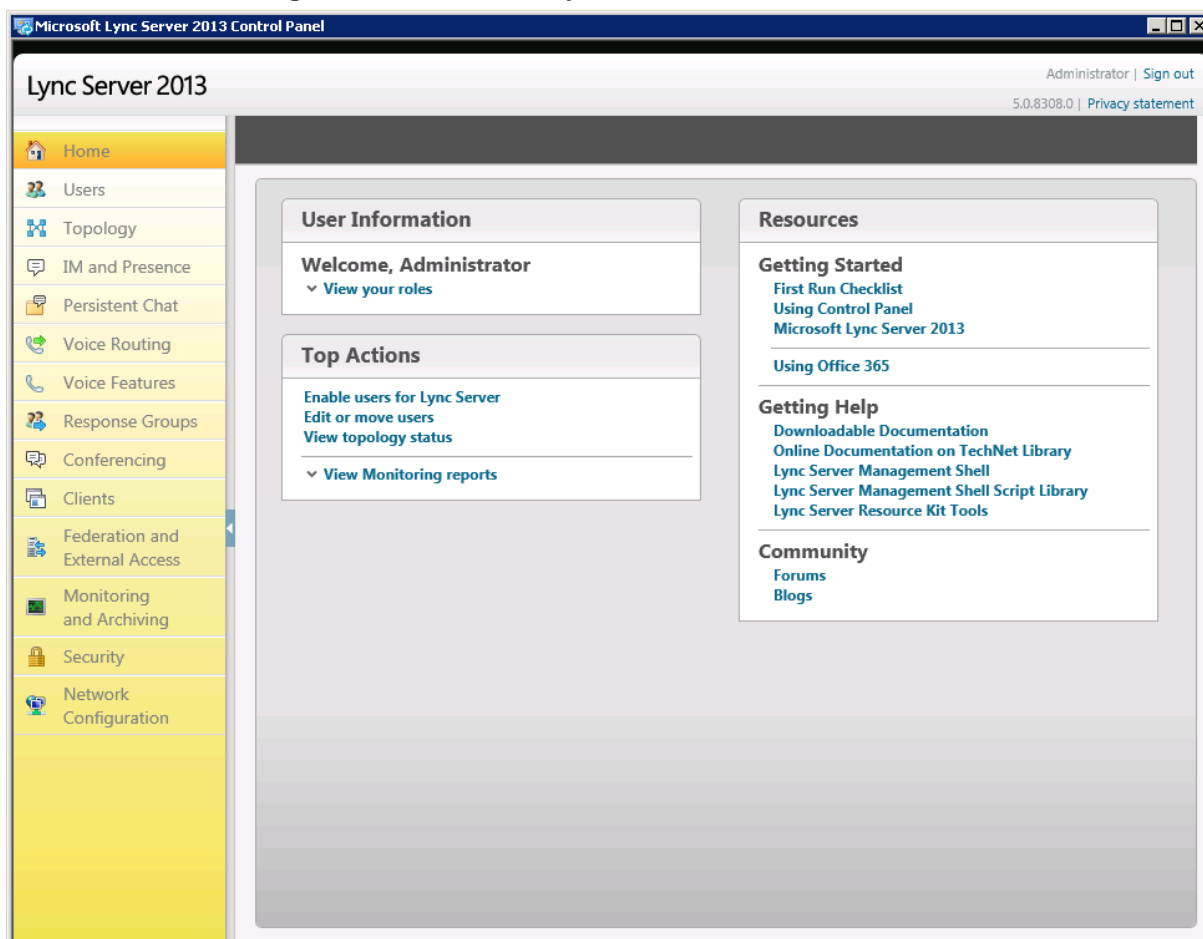 Microsoft Lync Server 2013 Control Panel
Lync Server 2013
Administrator | Sign out
5.0.8308.0 | Privacy statement
Home
Users
Topology
IM and Presence
Persistent Chat
Voice Routing
Voice Features
Response Groups
Conferencing
Clients
Federation and
External Access
Monitoring
and Archiving
Security
Network
Configuration
User Information
Welcome, Administrator
View your roles
Top Actions
Enable users for Lync Server
Edit or move users
View topology status
View Monitoring reports
Resources
Getting Started
First Run Checklist
Using Control Panel
Microsoft Lync Server 2013
Using Office 365
Getting Help
Downloadable Documentation
Online Documentation on TechNet Library
Lync Server Management Shell
Lync Server Management Shell Script Library
Lync Server Resource Kit Tools
Community
Forums
Blogs